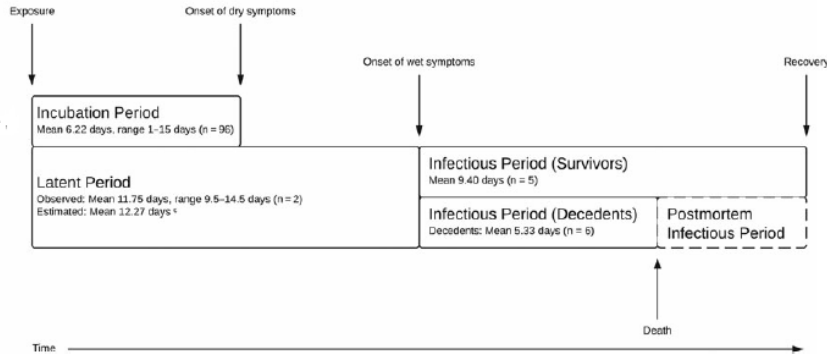 Exposure
Onset of dry symptoms
Onset of wet symptoms
Recovery
Incubation Period
Mean 6.22 days, range 1–15 days (n = 96)
Latent Period
Observed: Mean 11.75 days, range 9.5–14.5 days (n = 2)
Estimated: Mean 12.27 days
Infectious Period (Survivors)
Mean 9.40 days (n = 5)
Infectious Period (Decedents)
Decedents: Mean 5.33 days (n = 6)
Postmortem
Infectious Period
Death
Time